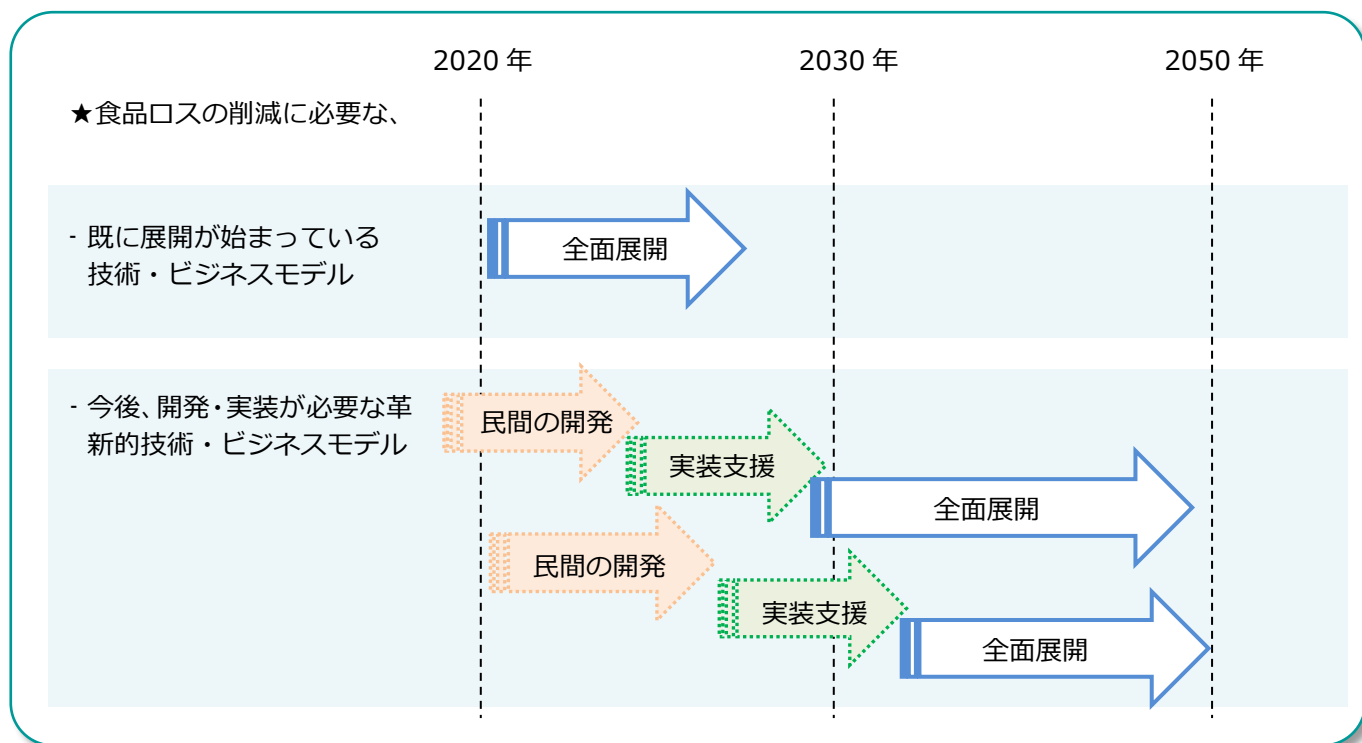 2020 年
2030 年
2050 年
★食品ロスの削減に必要な、
- 既に展開が始まっている
技術・ビジネスモデル
全面展開
- 今後、開発・実装が必要な革
新的技術・ビジネスモデル
民間の開発
実装支援
全面展開
民間の開発
実装支援
全面展開